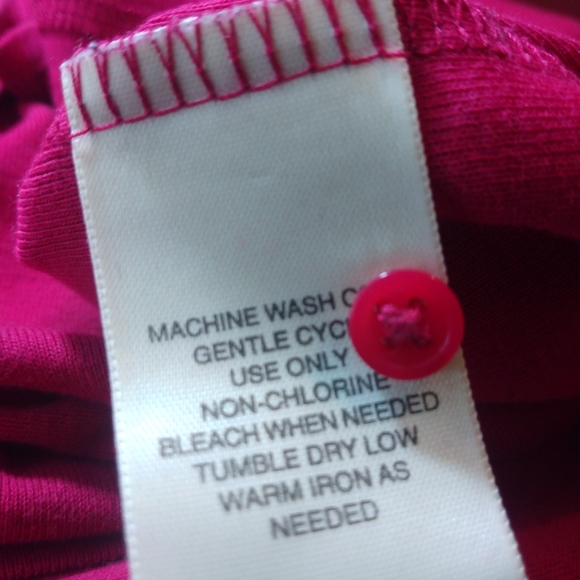 MACHINE WASH
GENTLE
USE ONLY
NON-CHLORINE
BLEACH WHEN NEEDED
TUMBLE DRY LOW
WARM IRON AS
NEEDED